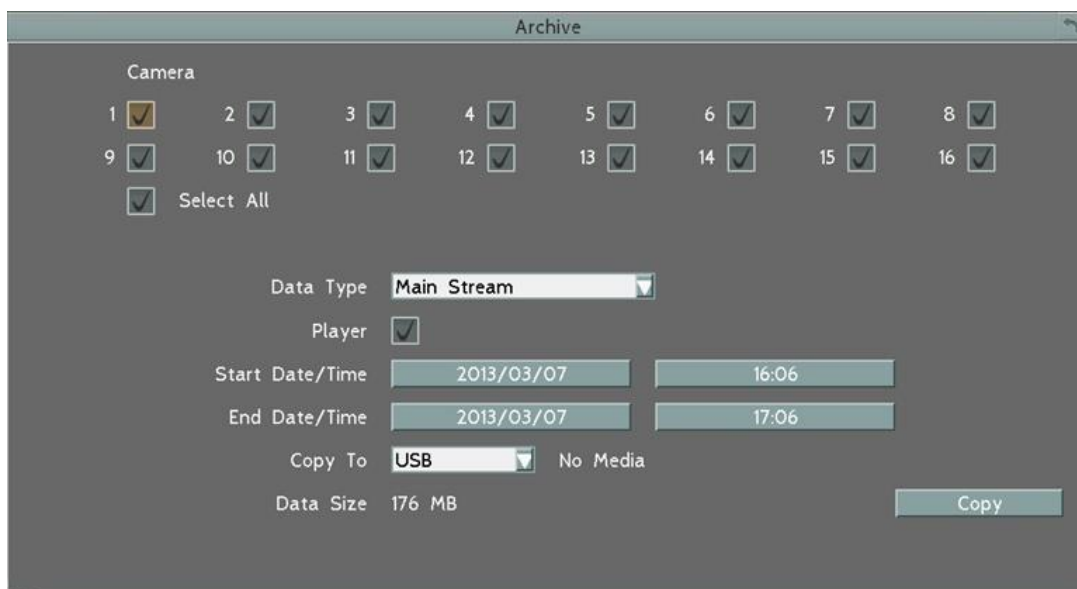 Archive
Camera
1 2 3 4 5 6 7 8
9 10 11 12 13 14 15 16
Select All
Data Type Main Stream
Player
Start Date/Time 2013/03/07 16:06
End Date/Time 2013/03/07 17:06
Copy To USB No Media
Data Size 176 MB Copy